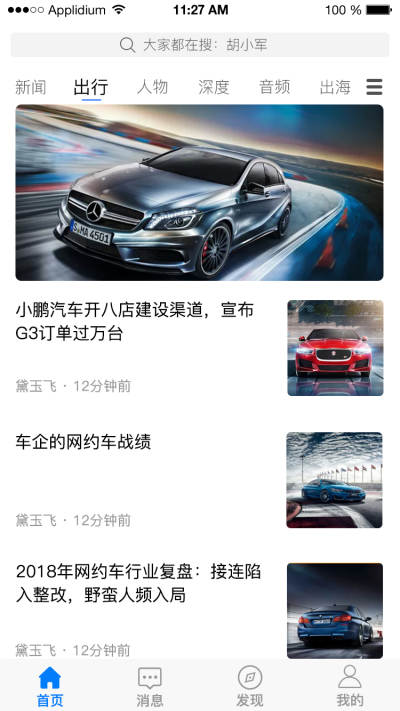 Applidium 11:27 AM 100 %
大家都在搜：胡小军
新闻 出行 人物 深度 音频 出海
S·MA 4501
小鹏汽车开八店建设渠道，宣布
G3订单过万台
黛玉飞 · 12分钟前
车企的网约车战绩
黛玉飞 · 12分钟前
2018年网约车行业复盘：接连陷
入整改，野蛮人频入局
黛玉飞 · 12分钟前
首页 消息 发现 我的